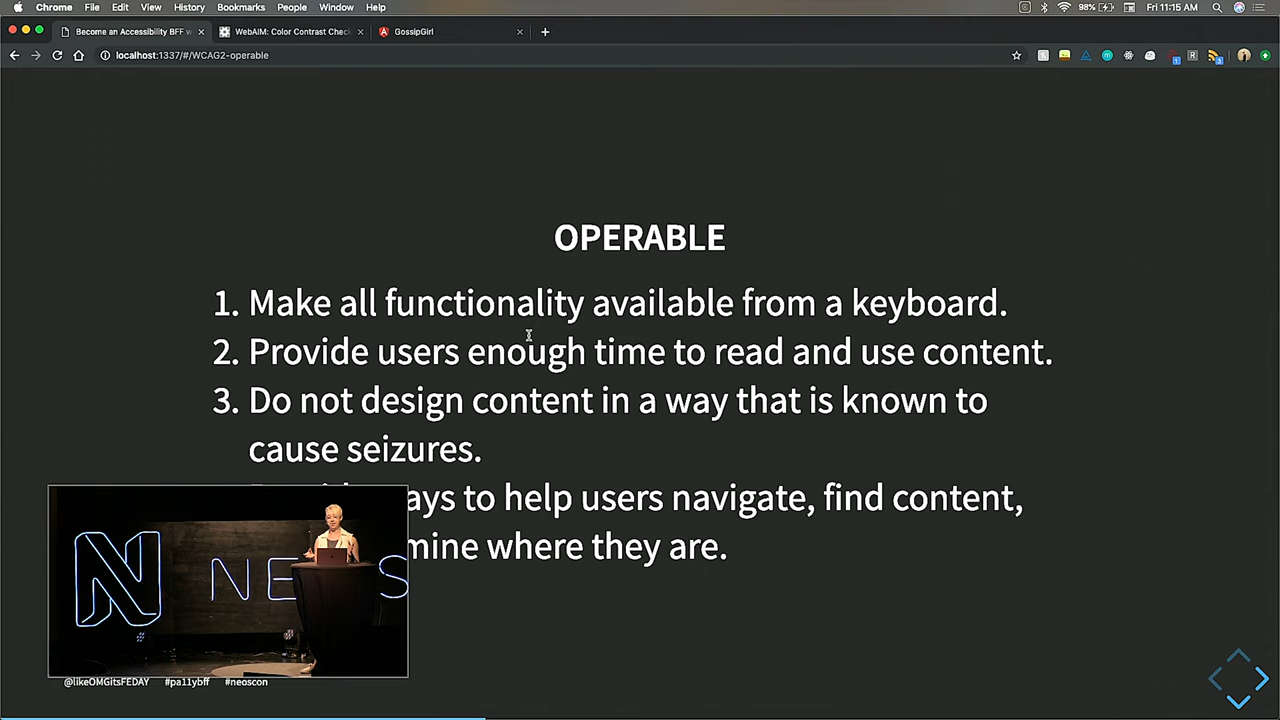 Chrome File Edit View History Bookmarks People Window Help 98% Fri 11:15 AM
Become an Accessibility BFF WebAIM: Color Contrast Chec GossipGirl
localhost:1337/#/WCAG2-operable
OPERABLE
1. Make all functionality available from a keyboard.
2. Provide users enough time to read and use content.
3. Do not design content in a way that is known to
cause seizures.
ays to help users navigate, find content,
mine where they are.
N NE S
@likeOMGitsFEDAY #pa11ybff #neoscon